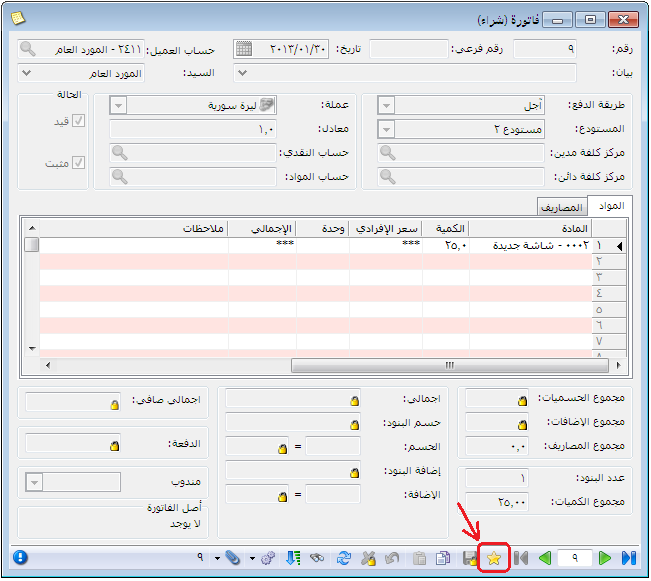 فاتورة (شراء)
رقم: ٩ رقم فرعي: تاريخ: ٢٠١٣/٠١/٣٠ حساب العميل: ٢٤١١ - المورد العام
بيان: السيد: المورد العام
طريقة الدفع: آجل عملة: ليرة سورية الحالة
المستودع: مستودع ٢ معادل: ١,٠ قيد
مركز كلفة مدين: حساب النقدي: مثبت
مركز كلفة دائن: حساب المواد:
المواد المصاريف
المادة الكمية سعر الإفرادي وحدة الإجمالي ملاحظات
١ ٠٠٠٢ - شاشة جديدة ٢٥,٠ *** ***
٢
٣
٤
٥
٦
٧
٨
مجموع الحسميات: اجمالي: اجمالي صافي:
مجموع الإضافات: حسم البنود:
مجموع المصاريف: ٠,٠ الحسم: = الدفعة:
عدد البنود: ١ إضافة البنود: مندوب
مجموع الكميات: ٢٥,٠٠ الإضافة: = أصل الفاتورة
لا يوجد
٩ ٩